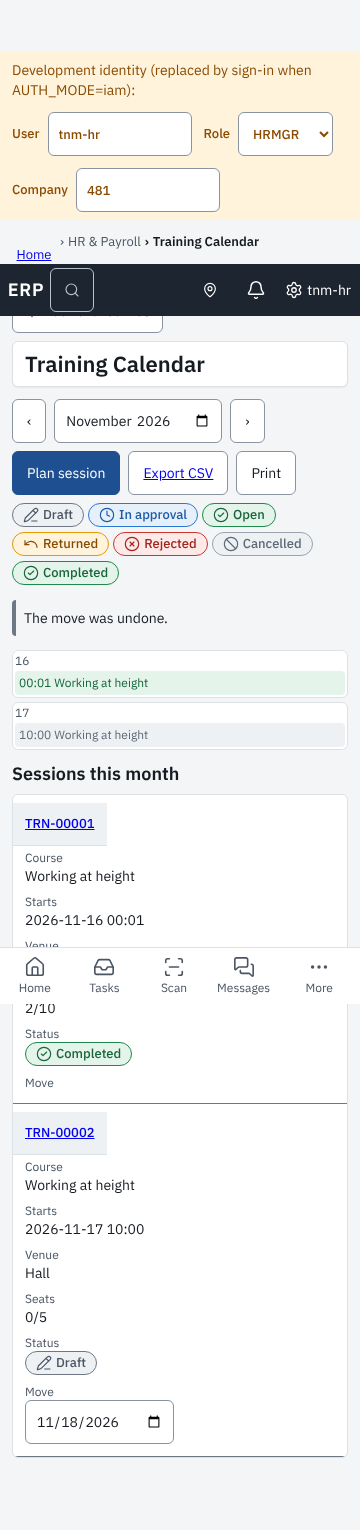 Development identity (replaced by sign-in when
AUTH_MODE=iam):
User tnm-hr Role HRMGR
Company 481
Home › HR & Payroll › Training Calendar
ERP tnm-hr
Training Calendar
‹ November 2026 ›
Plan session Export CSV Print
Draft In approval Open
Returned Rejected Cancelled
Completed
The move was undone.
16
00:01 Working at height
17
10:00 Working at height
Sessions this month
TRN-00001
Course
Working at height
Starts
2026-11-16 00:01
Venue
Home Tasks Scan Messages More
2/10
Status
Completed
Move
TRN-00002
Course
Working at height
Starts
2026-11-17 10:00
Venue
Hall
Seats
0/5
Status
Draft
Move
11/18/2026